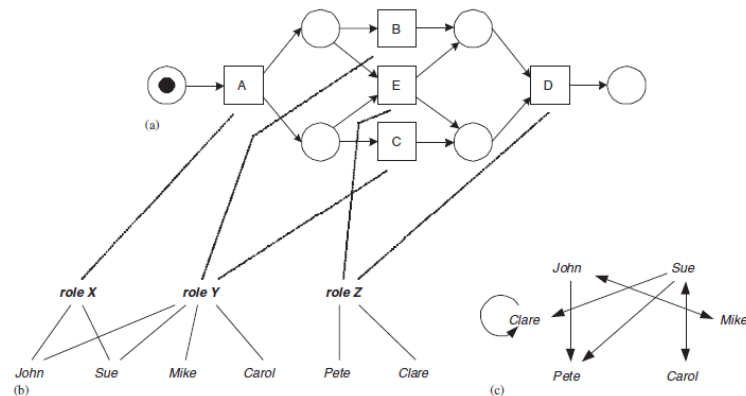 B
A
E
D
(a)
C
role X
role Y
role Z
John
Sue
Clare
Mike
John
Sue
Mike
Carol
Pete
Clare
Pete
Carol
(b)
(c)